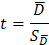 t = D̅ / S_D̅